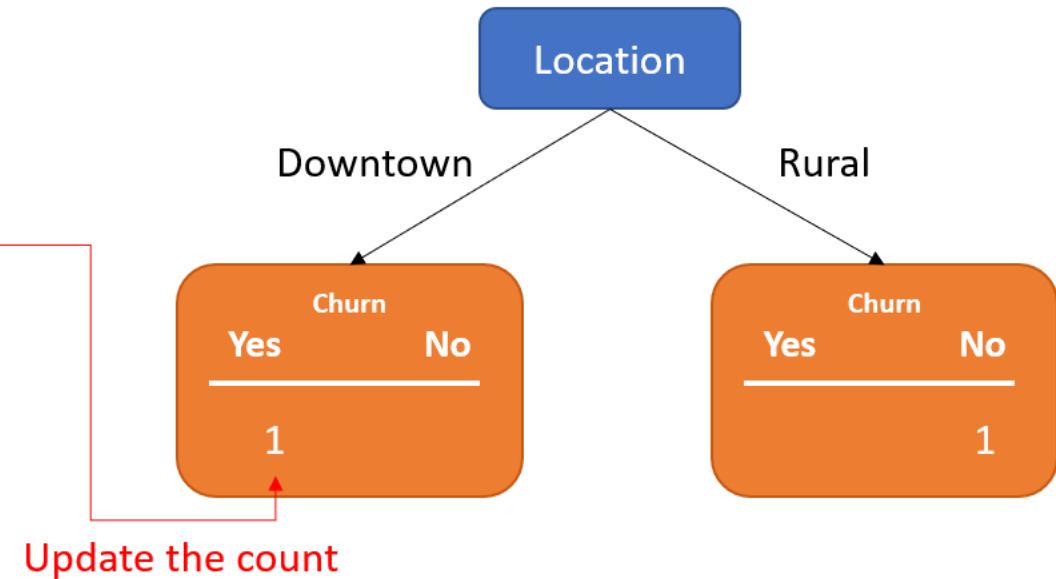 Location
Downtown
Rural
Churn
Yes No
1
Churn
Yes No
1
Update the count